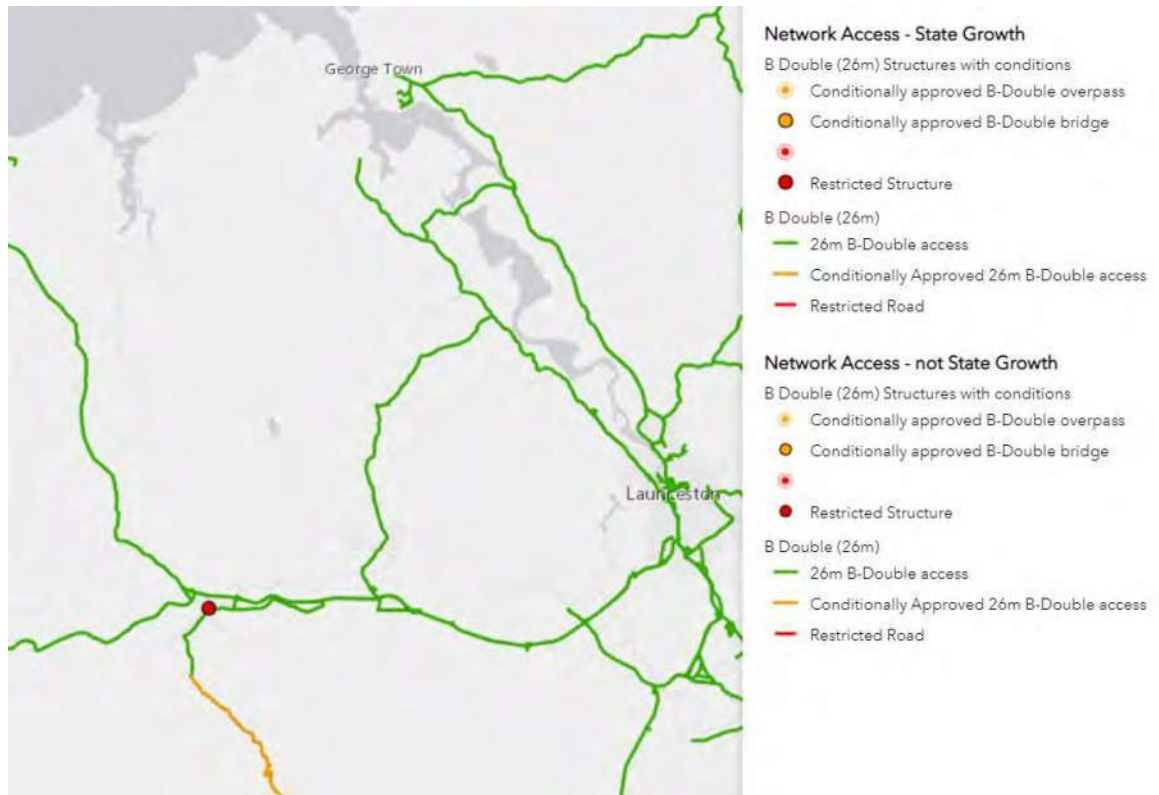 George Town
Launceston
Network Access - State Growth
B Double (26m) Structures with conditions
Conditionally approved B-Double overpass
Conditionally approved B-Double bridge
Restricted Structure
B Double (26m)
26m B-Double access
Conditionally Approved 26m B-Double access
Restricted Road
Network Access - not State Growth
B Double (26m) Structures with conditions
Conditionally approved B-Double overpass
Conditionally approved B-Double bridge
Restricted Structure
B Double (26m)
26m B-Double access
Conditionally Approved 26m B-Double access
Restricted Road